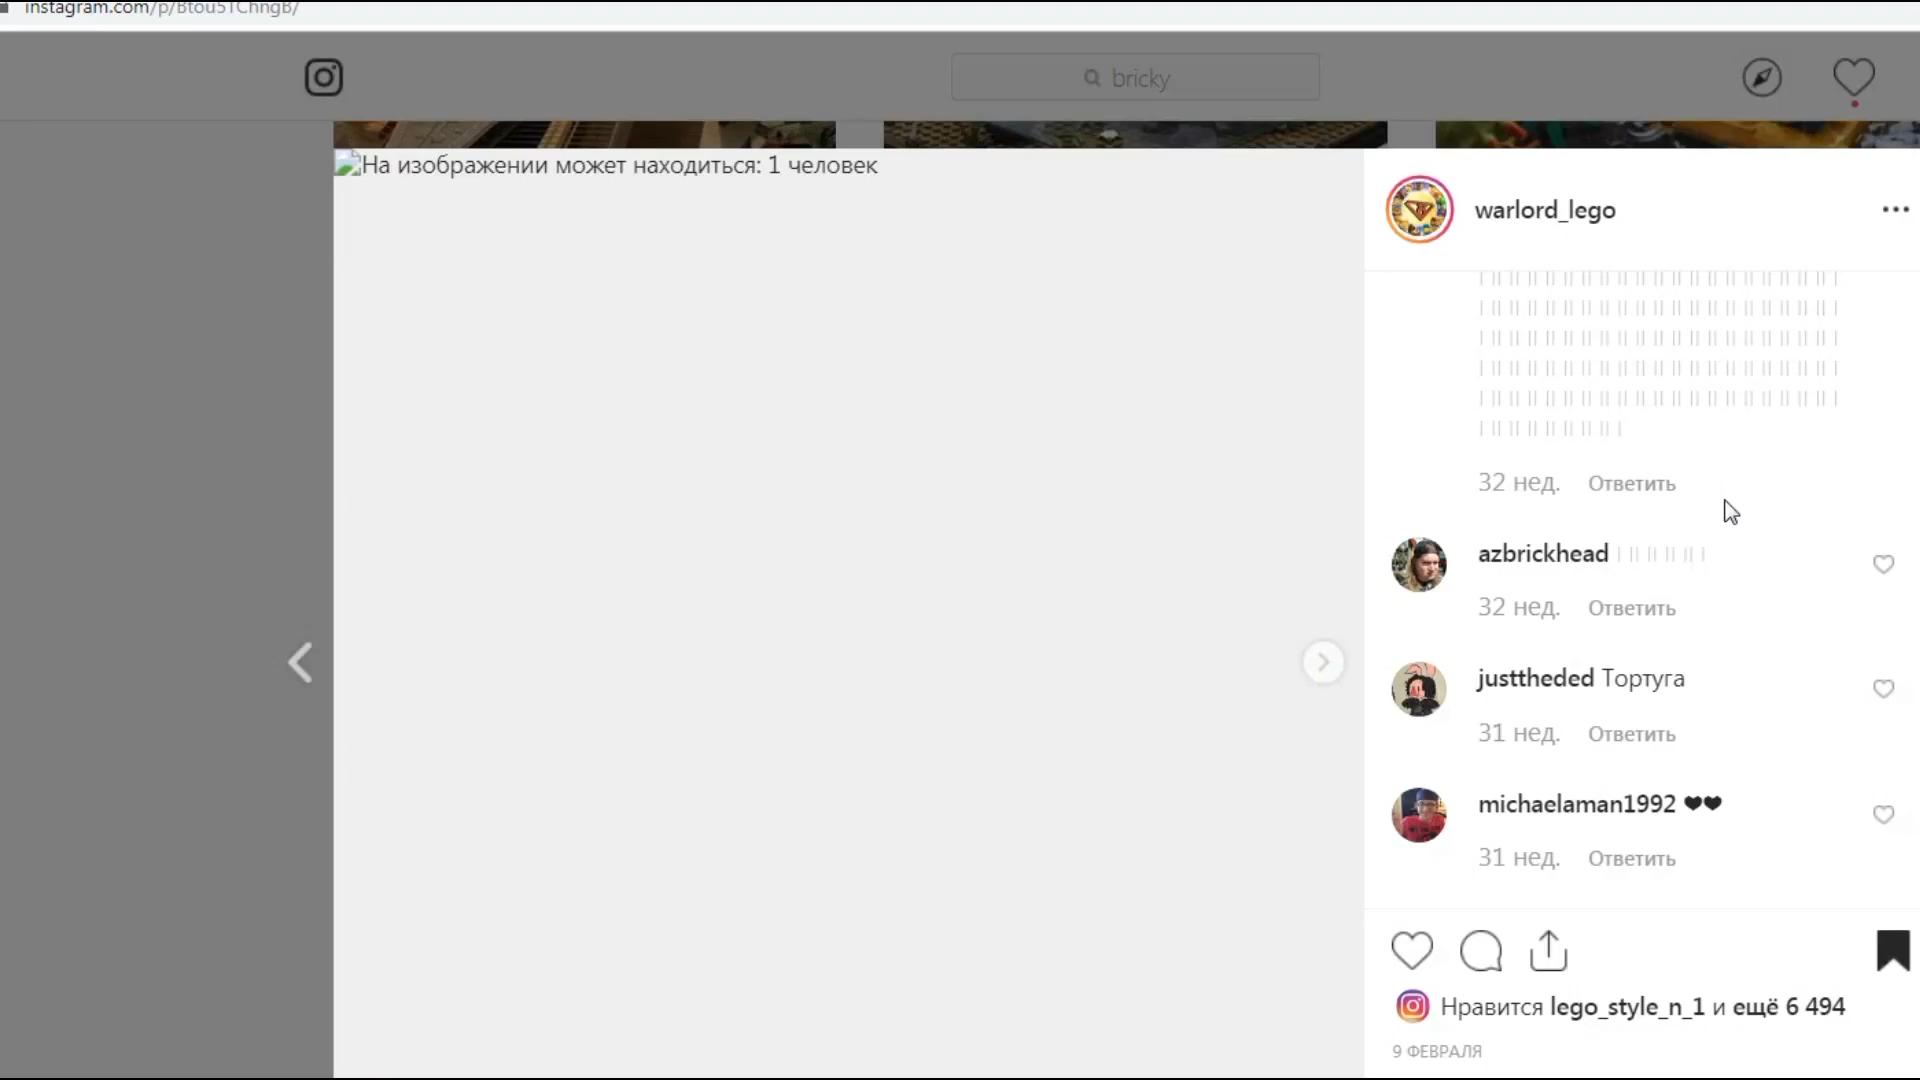 instagram.com/p/Btou51ChngB/
bricky
На изображении может находиться: 1 человек
warlord_lego
32 нед. Ответить
azbrickhead
32 нед. Ответить
justtheded Тортуга
31 нед. Ответить
michaelaman1992 ❤❤
31 нед. Ответить
Нравится lego_style_n_1 и ещё 6 494
9 ФЕВРАЛЯ